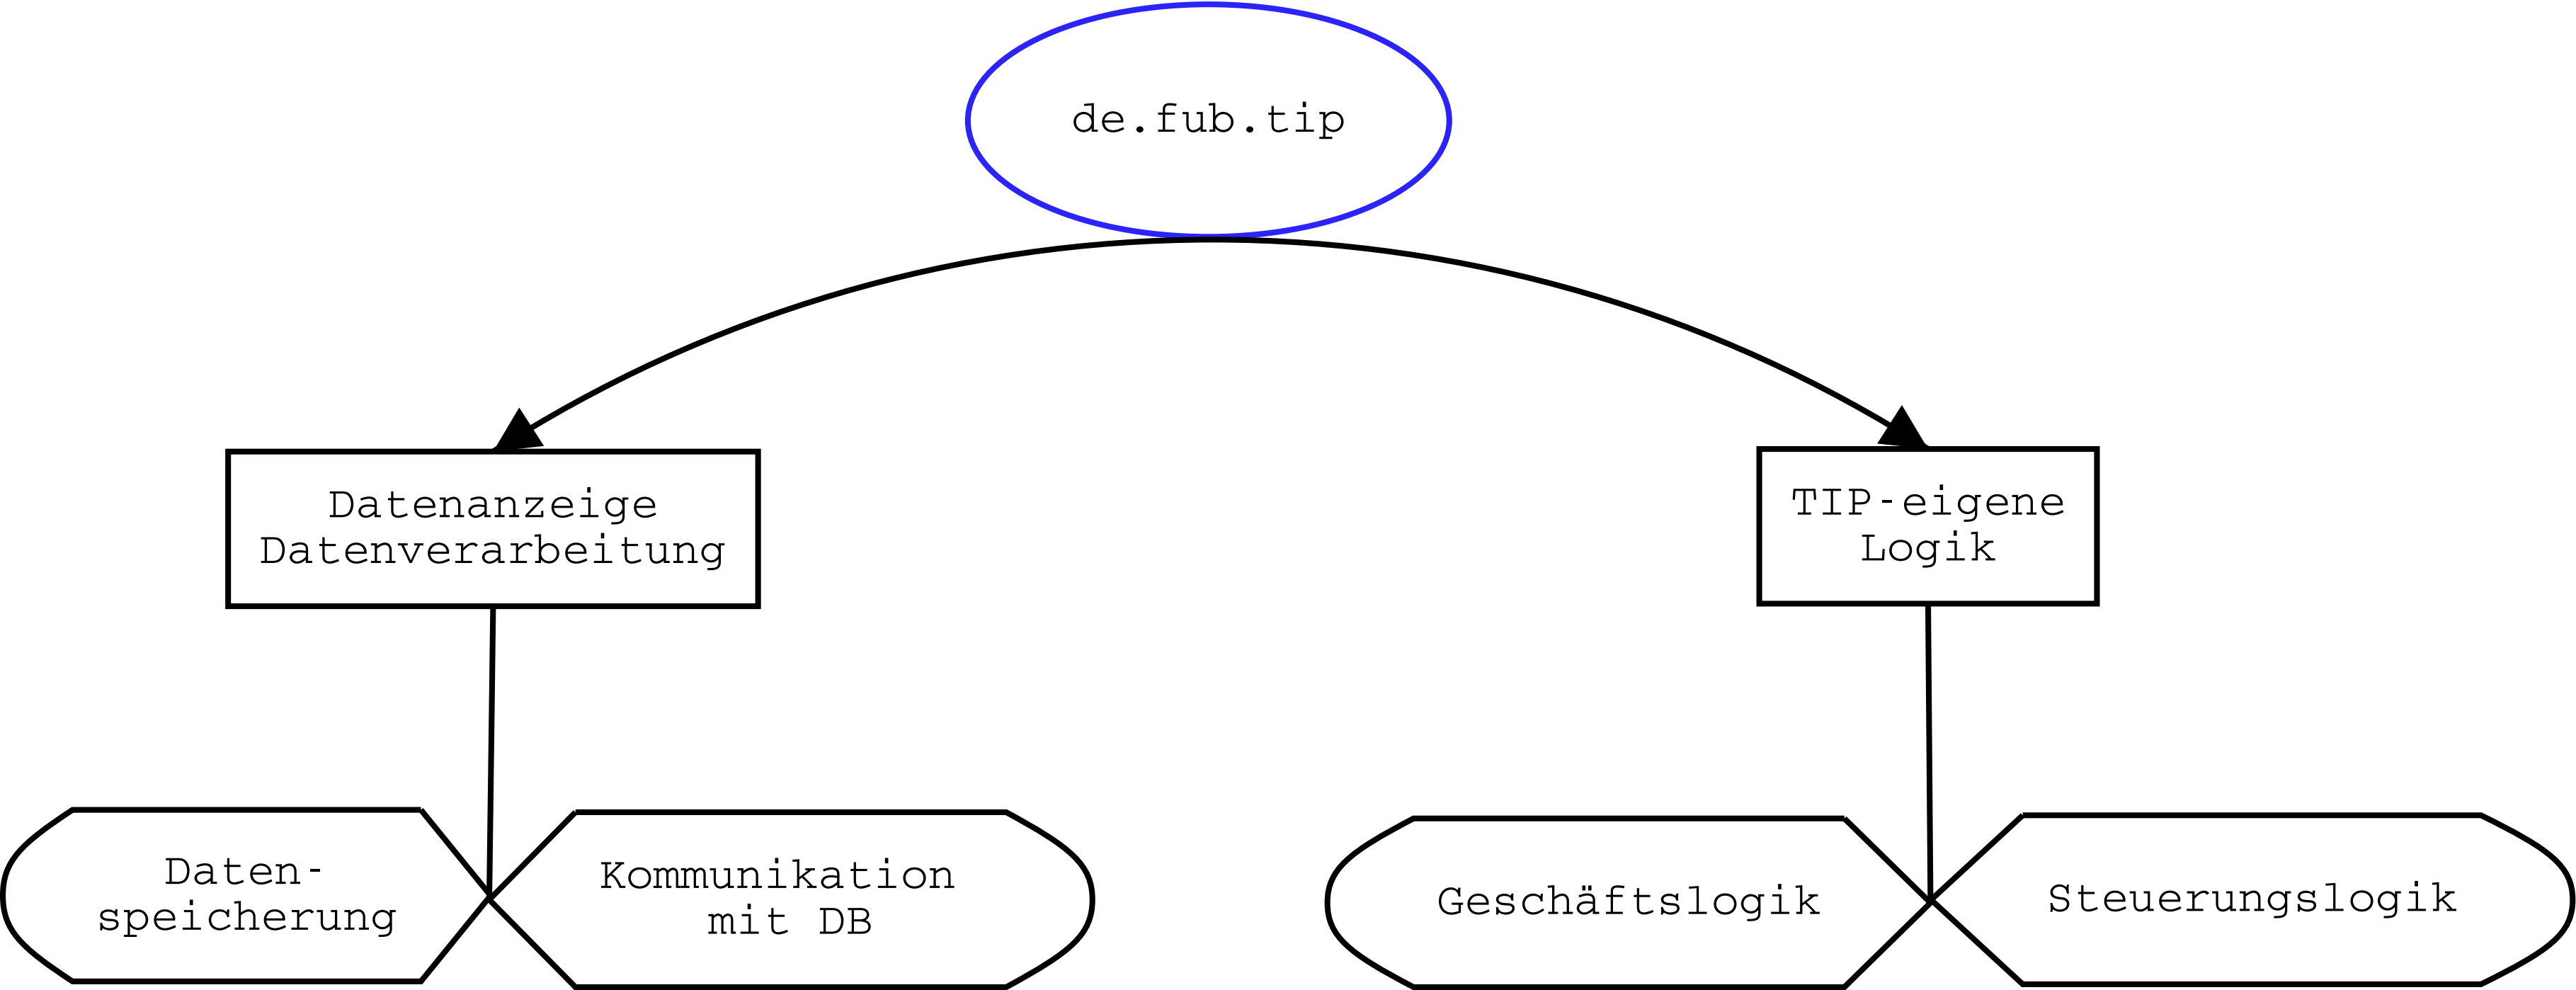 de.fub.tip
Datenanzeige
Datenverarbeitung
TIP-eigene
Logik
Daten-
speicherung
Kommunikation
mit DB
Geschäftslogik
Steuerungslogik